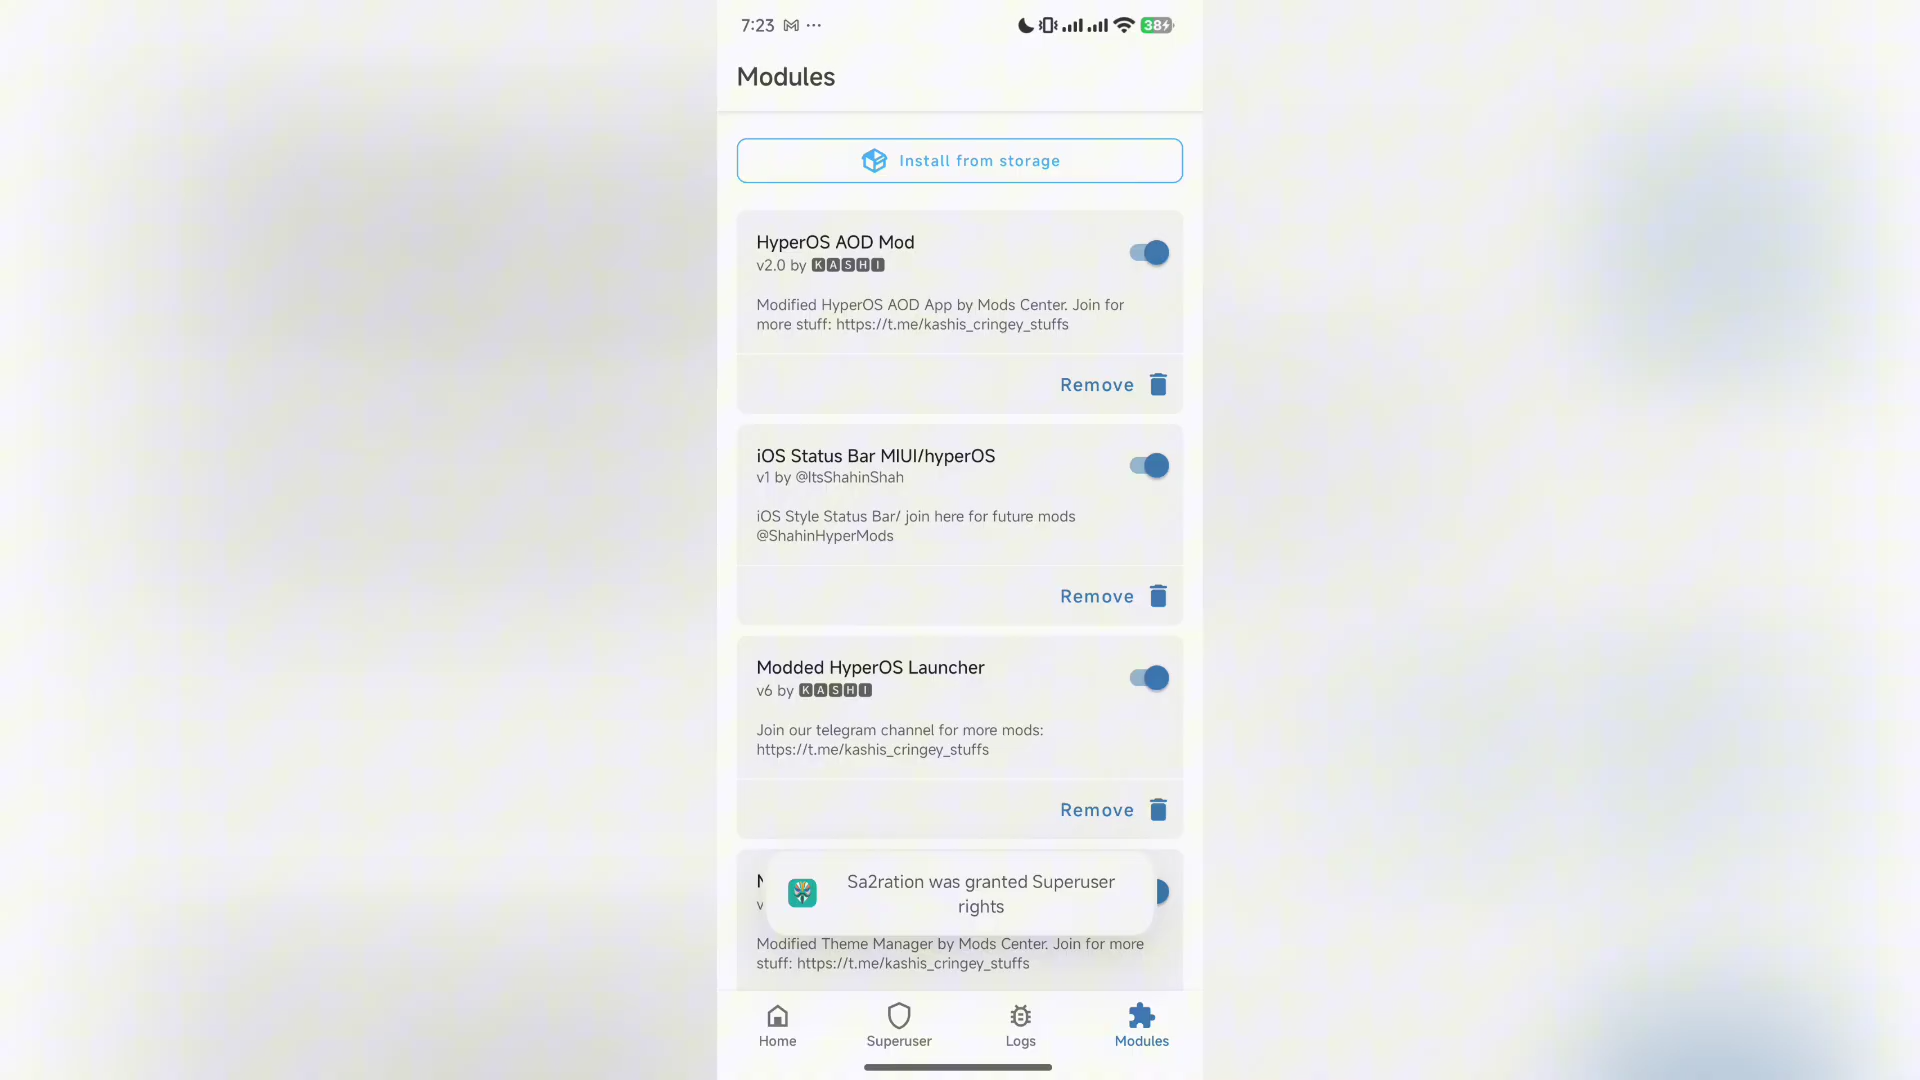 7:23
38
Modules
Install from storage
HyperOS AOD Mod
v2.0 by KASHI
Modified HyperOS AOD App by Mods Center. Join for
more stuff: https://t.me/kashis_cringey_stuffs
Remove
iOS Status Bar MIUI/hyperOS
v1 by @ItsShahinShah
iOS Style Status Bar/ join here for future mods
@ShahinHyperMods
Remove
Modded HyperOS Launcher
v6 by KASHI
Join our telegram channel for more mods:
https://t.me/kashis_cringey_stuffs
Remove
Sa2ration was granted Superuser
rights
Modified Theme Manager by Mods Center. Join for more
stuff: https://t.me/kashis_cringey_stuffs
Home
Superuser
Logs
Modules